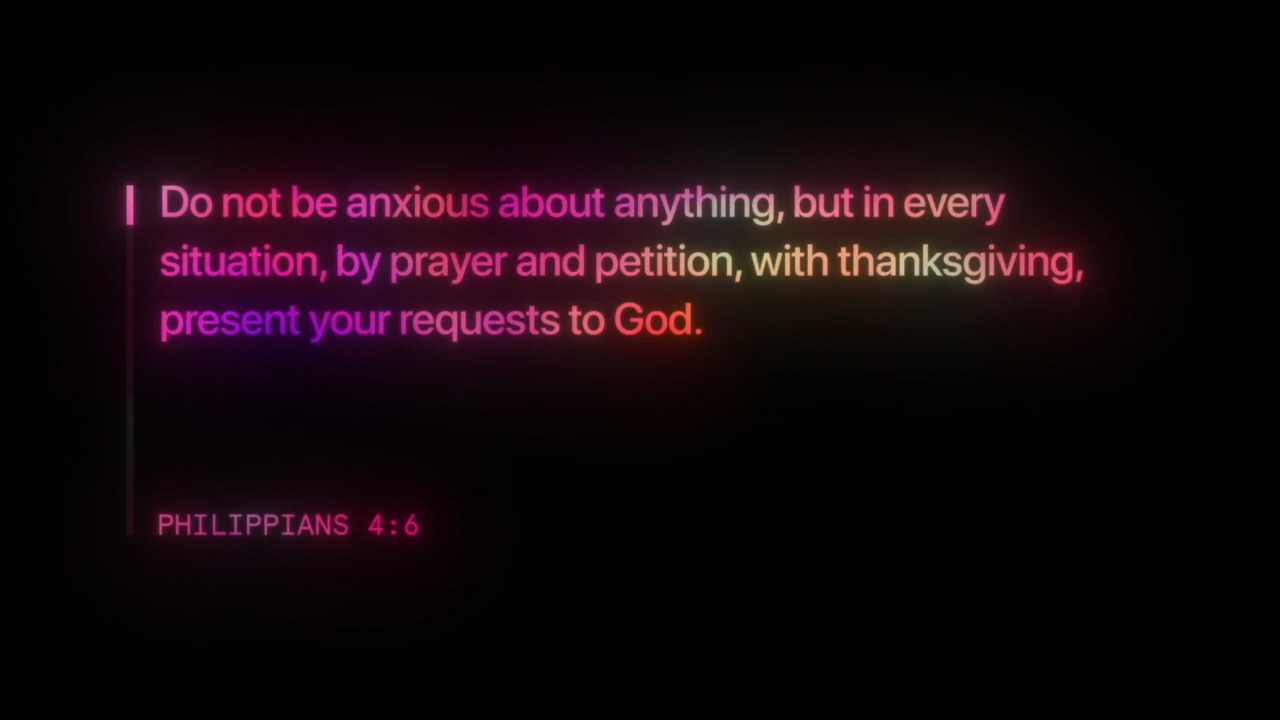 Do not be anxious about anything, but in every
situation, by prayer and petition, with thanksgiving,
present your requests to God.
PHILIPPIANS 4:6